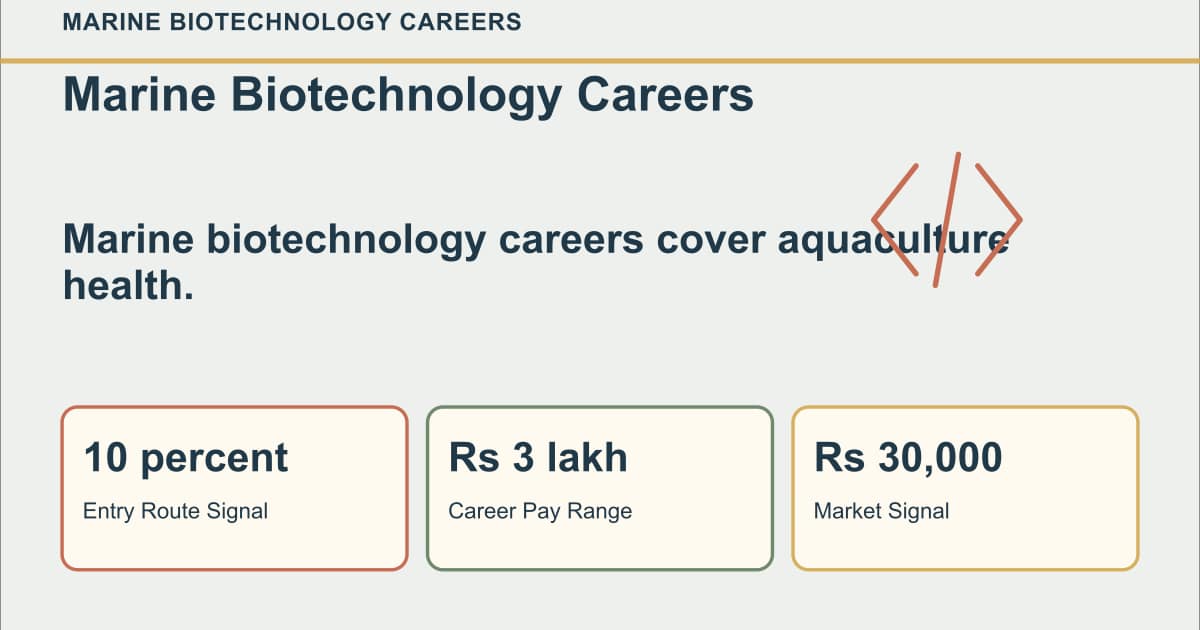 MARINE BIOTECHNOLOGY CAREERS
Marine Biotechnology Careers
Marine biotechnology careers cover aquaculture
health.
10 percent
Entry Route Signal
Rs 3 lakh
Career Pay Range
Rs 30,000
Market Signal